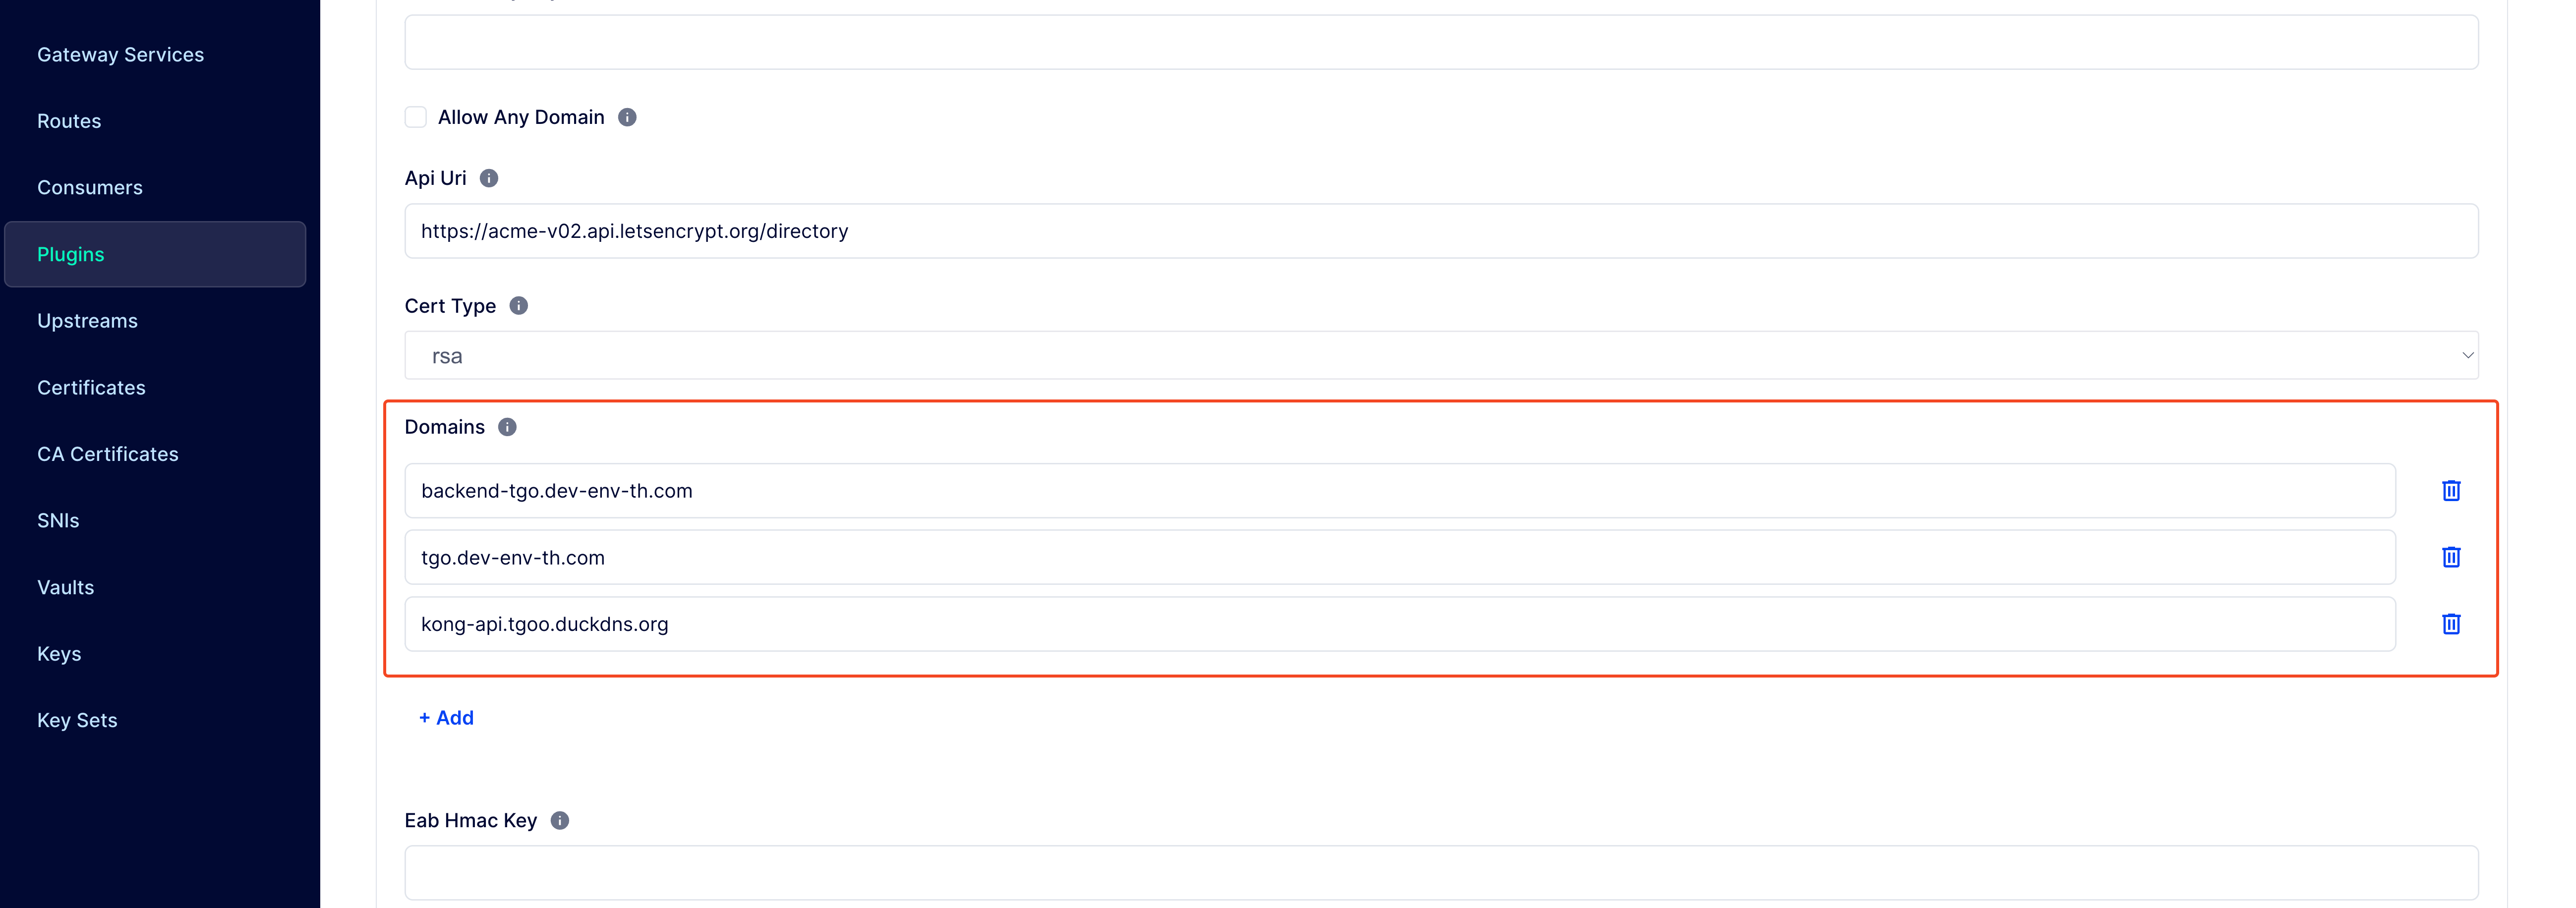 Gateway Services
Routes
Consumers
Plugins
Upstreams
Certificates
CA Certificates
SNIs
Vaults
Keys
Key Sets
Allow Any Domain
Api Uri
https://acme-v02.api.letsencrypt.org/directory
Cert Type
rsa
Domains
backend-tgo.dev-env-th.com
tgo.dev-env-th.com
kong-api.tgoo.duckdns.org
+ Add
Eab Hmac Key